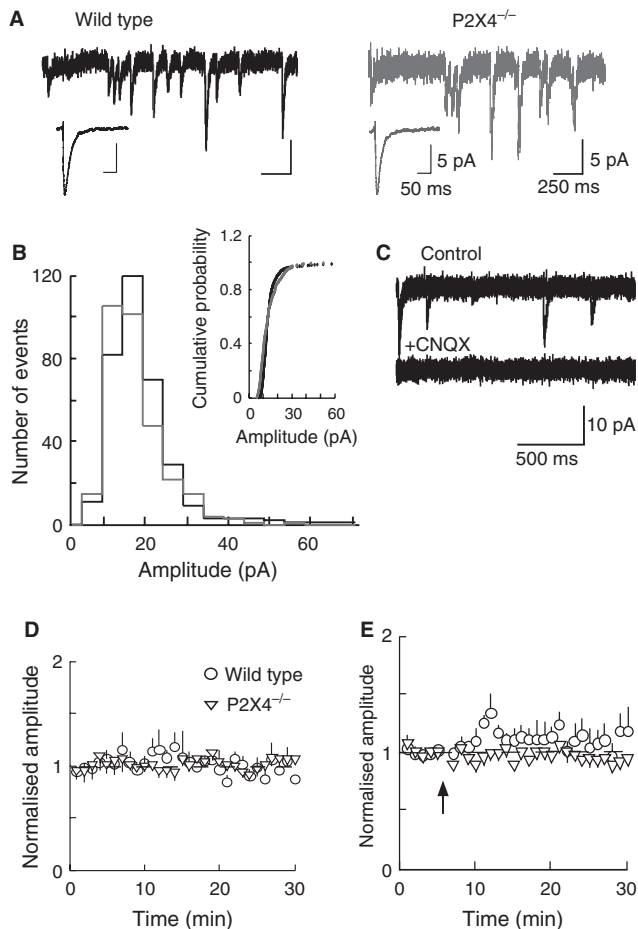 A
Wild type
P2X4–/–
5 pA
50 ms
5 pA
250 ms
B
Number of events
120
80
40
0
0
20
40
60
Amplitude (pA)
Cumulative probability
1.2
0.8
0.4
0
0
30
60
Amplitude (pA)
C
Control
+CNQX
10 pA
500 ms
D
Normalised amplitude
2
1
0
0
10
20
30
Time (min)
Wild type
P2X4–/–
E
Normalised amplitude
2
1
0
0
10
20
30
Time (min)